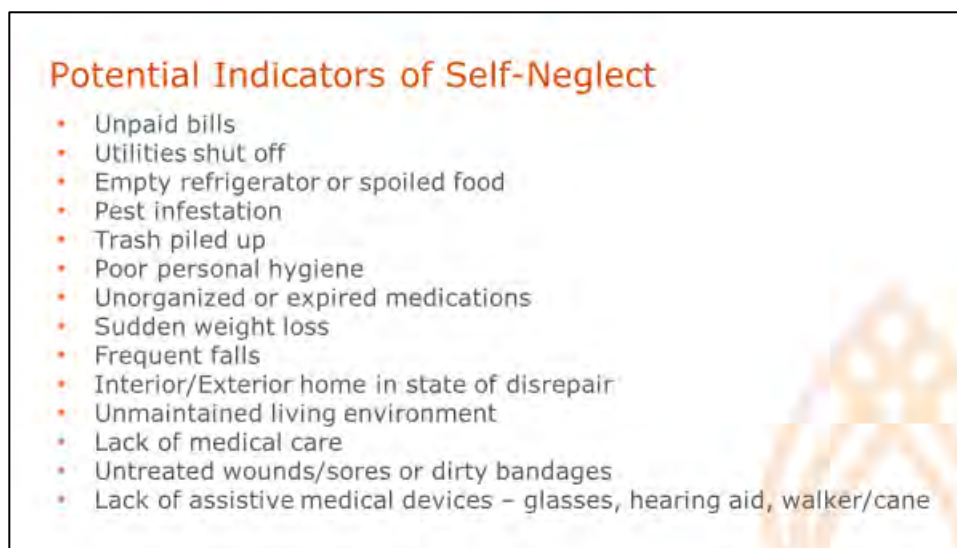 Potential Indicators of Self-Neglect
• Unpaid bills
• Utilities shut off
• Empty refrigerator or spoiled food
• Pest infestation
• Trash piled up
• Poor personal hygiene
• Unorganized or expired medications
• Sudden weight loss
• Frequent falls
• Interior/Exterior home in state of disrepair
• Unmaintained living environment
• Lack of medical care
• Untreated wounds/sores or dirty bandages
• Lack of assistive medical devices – glasses, hearing aid, walker/cane